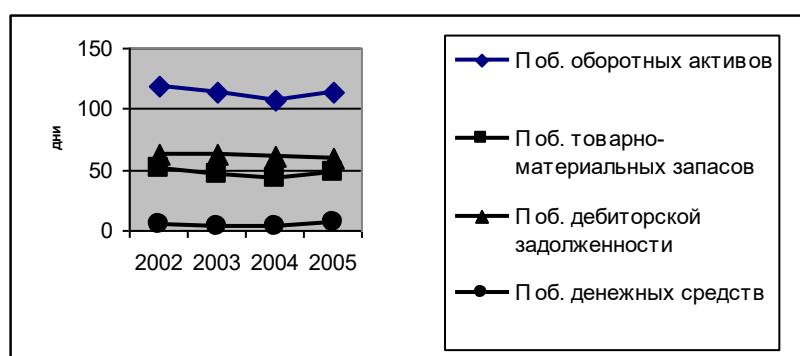 150
100
50
0
дни
2002 2003 2004 2005
П об. оборотных активов
П об. товарно-
материальных запасов
П об. дебиторской
задолженности
П об. денежных средств